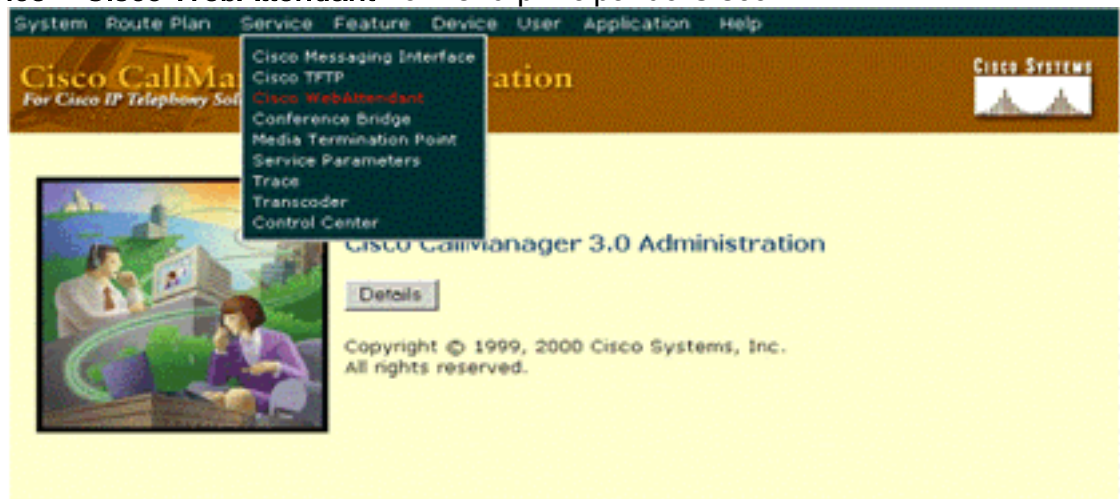 Cisco WebAttendant
System Route Plan Service Feature Device User Application Help
Cisco Messaging Interface
Cisco TFTP
Cisco WebAttendant
Conference Bridge
Media Termination Point
Service Parameters
Trace
Transcoder
Control Center
Cisco CallMa
ration
For Cisco IP Telephony Sol
CISCO SYSTEMS
Cisco CallManager 3.0 Administration
Details
Copyright © 1999, 2000 Cisco Systems, Inc.
All rights reserved.